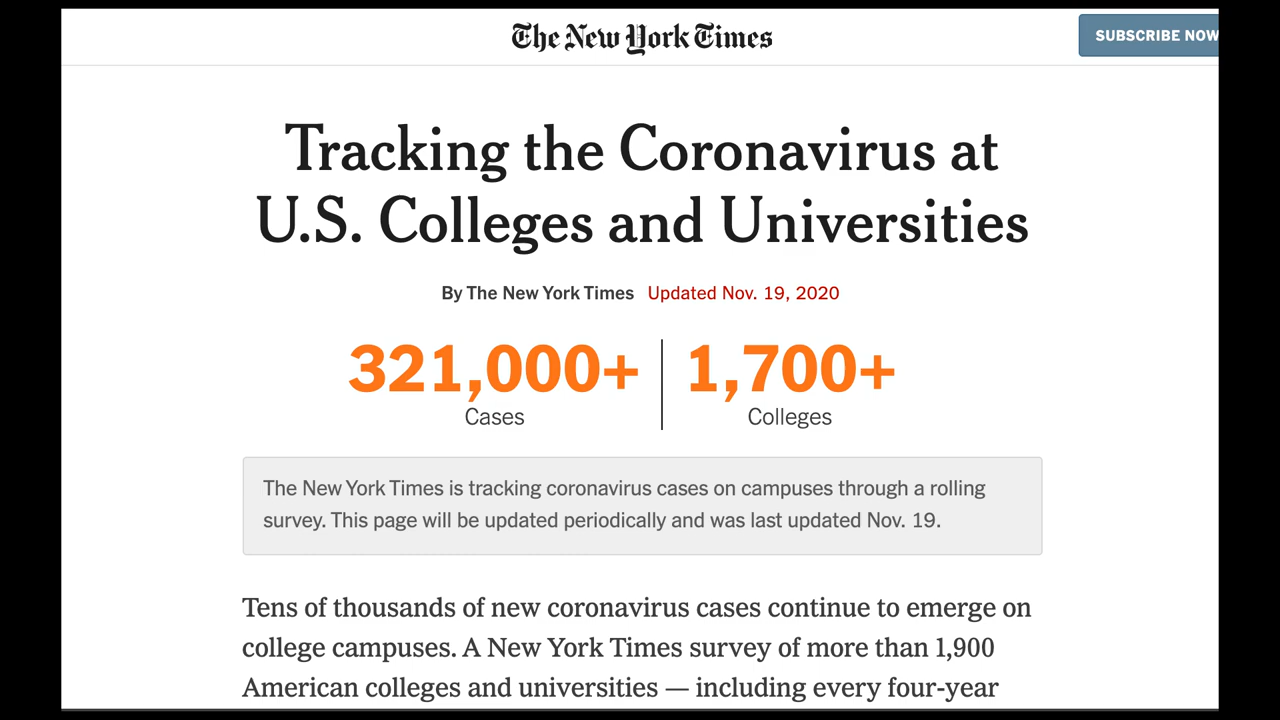 The New York Times
SUBSCRIBE NOW
Tracking the Coronavirus at
U.S. Colleges and Universities
By The New York Times Updated Nov. 19, 2020
321,000+ 1,700+
Cases Colleges
The New York Times is tracking coronavirus cases on campuses through a rolling
survey. This page will be updated periodically and was last updated Nov. 19.
Tens of thousands of new coronavirus cases continue to emerge on
college campuses. A New York Times survey of more than 1,900
American colleges and universities — including every four-year